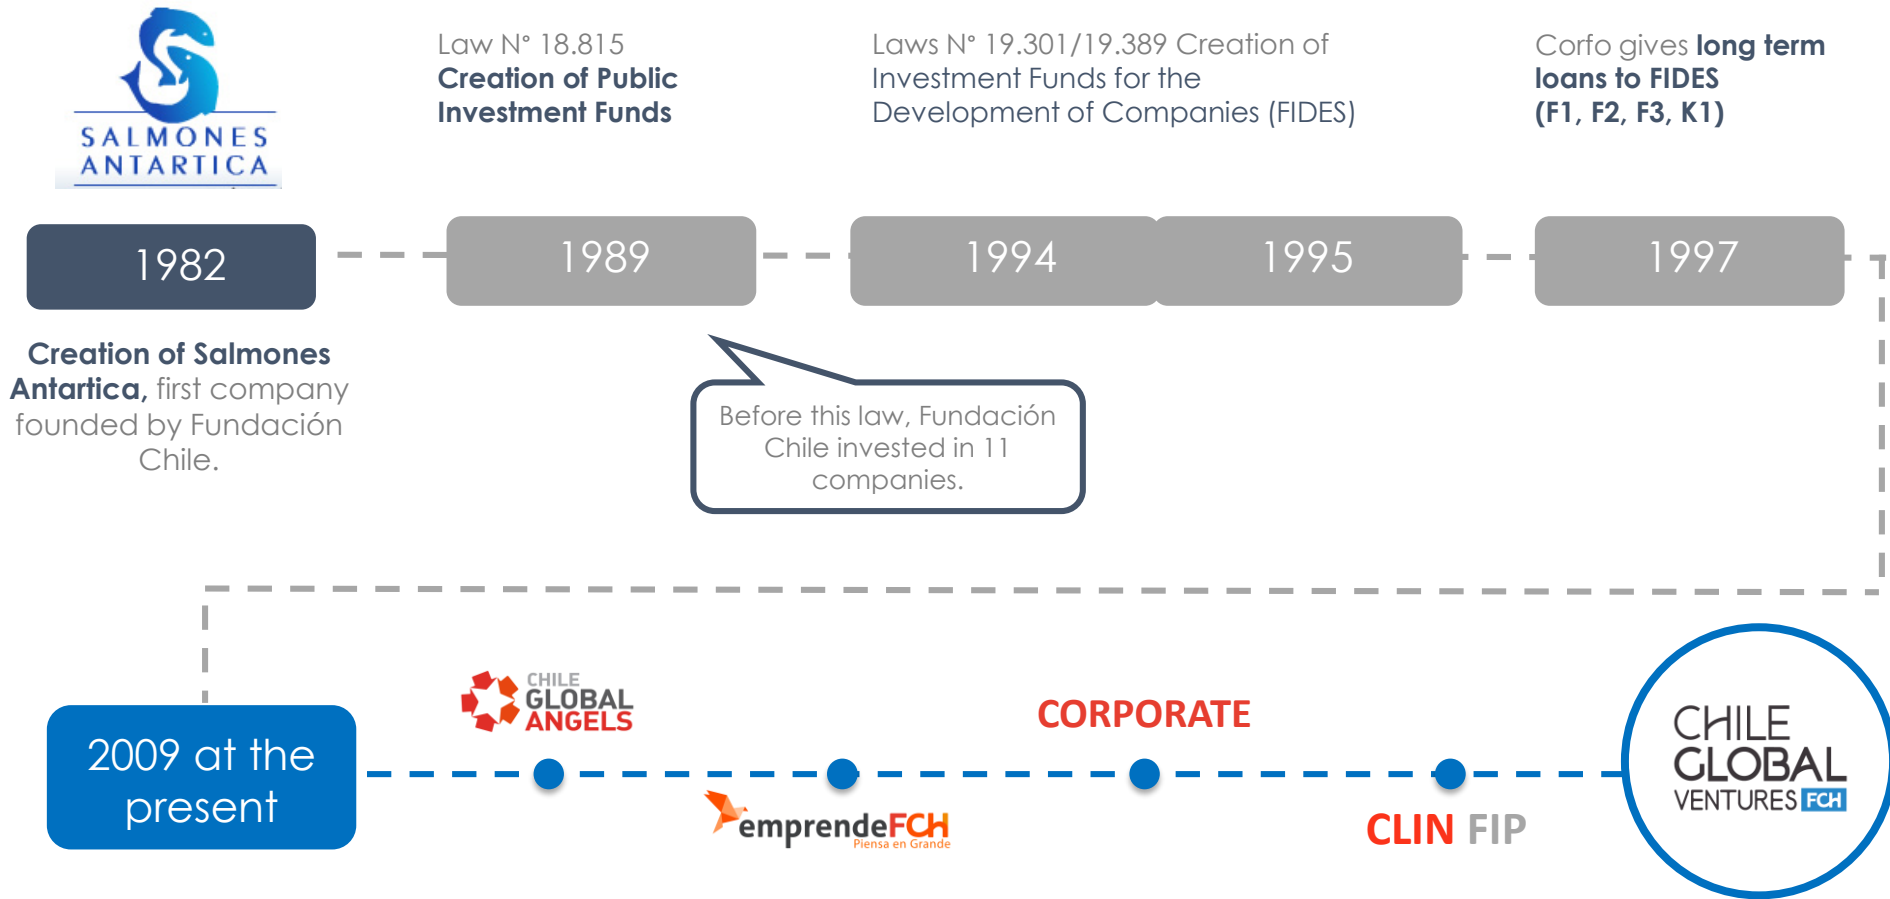 SALMONES
ANTARTICA
Law N° 18.815
Creation of Public
Investment Funds
Laws N° 19.301/19.389 Creation of
Investment Funds for the
Development of Companies (FIDES)
Corfo gives long term
loans to FIDES
(F1, F2, F3, K1)
1982
1989
1994
1995
1997
Creation of Salmones
Antartica, first company
founded by Fundación
Chile.
Before this law, Fundación
Chile invested in 11
companies.
2009 at the
present
CHILE
GLOBAL
ANGELS
emprendeFCH
Piensa en Grande
CORPORATE
CLIN FIP
CHILE
GLOBAL
VENTURES FCH